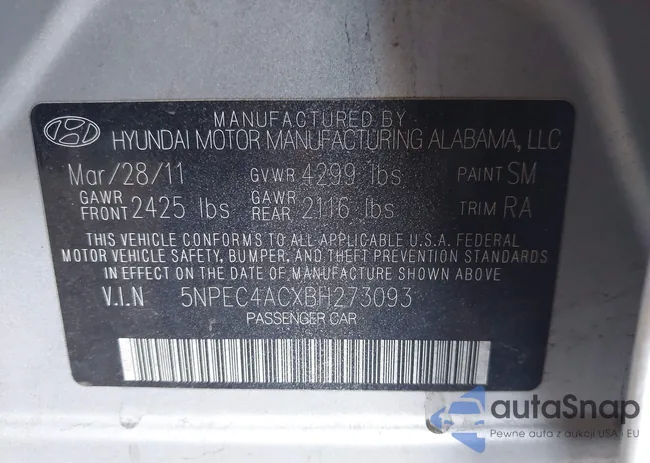 MANUFACTURED BY
HYUNDAI MOTOR MANUFACTURING ALABAMA, LLC
Mar/28/11 GVWR 4299 lbs PAINT SM
GAWR FRONT 2425 lbs GAWR REAR 2116 lbs TRIM RA
THIS VEHICLE CONFORMS TO ALL APPLICABLE U.S.A. FEDERAL
MOTOR VEHICLE SAFETY, BUMPER, AND THEFT PREVENTION STANDARDS
IN EFFECT ON THE DATE OF MANUFACTURE SHOWN ABOVE.
V.I.N 5NPEC4ACXBH273093
PASSENGER CAR
autaSnap
Pewne auta z aukcji USA i EU